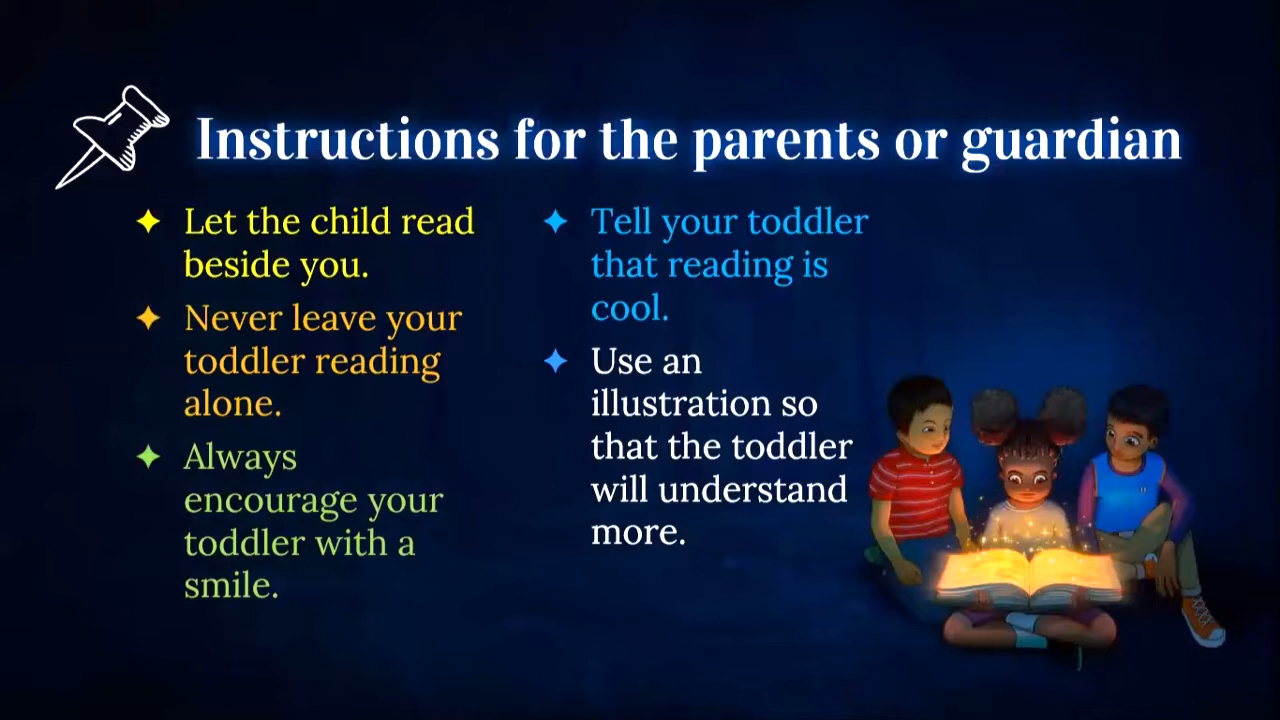 Instructions for the parents or guardian
Let the child read
beside you.
Never leave your
toddler reading
alone.
Always
encourage your
toddler with a
smile.
Tell your toddler
that reading is
cool.
Use an
illustration so
that the toddler
will understand
more.